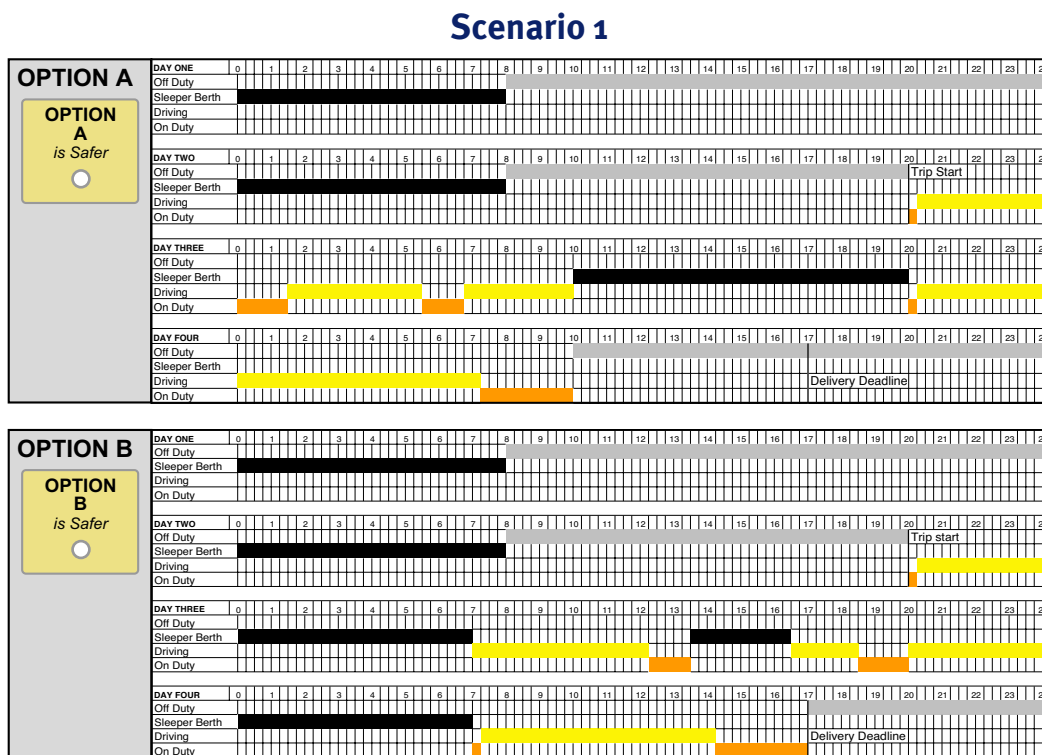 Scenario 1
OPTION A
OPTION
A
is Safer
DAY ONE 0 1 2 3 4 5 6 7 8 9 10 11 12 13 14 15 16 17 18 19 20 21 22 23
Off Duty
Sleeper Berth
Driving
On Duty
DAY TWO 0 1 2 3 4 5 6 7 8 9 10 11 12 13 14 15 16 17 18 19 20 21 22 23
Off Duty Trip Start
Sleeper Berth
Driving
On Duty
DAY THREE 0 1 2 3 4 5 6 7 8 9 10 11 12 13 14 15 16 17 18 19 20 21 22 23
Off Duty
Sleeper Berth
Driving
On Duty
DAY FOUR 0 1 2 3 4 5 6 7 8 9 10 11 12 13 14 15 16 17 18 19 20 21 22 23
Off Duty
Sleeper Berth
Driving Delivery Deadline
On Duty
OPTION B
OPTION
B
is Safer
DAY ONE 0 1 2 3 4 5 6 7 8 9 10 11 12 13 14 15 16 17 18 19 20 21 22 23
Off Duty
Sleeper Berth
Driving
On Duty
DAY TWO 0 1 2 3 4 5 6 7 8 9 10 11 12 13 14 15 16 17 18 19 20 21 22 23
Off Duty Trip start
Sleeper Berth
Driving
On Duty
DAY THREE 0 1 2 3 4 5 6 7 8 9 10 11 12 13 14 15 16 17 18 19 20 21 22 23
Off Duty
Sleeper Berth
Driving
On Duty
DAY FOUR 0 1 2 3 4 5 6 7 8 9 10 11 12 13 14 15 16 17 18 19 20 21 22 23
Off Duty
Sleeper Berth
Driving Delivery Deadline
On Duty